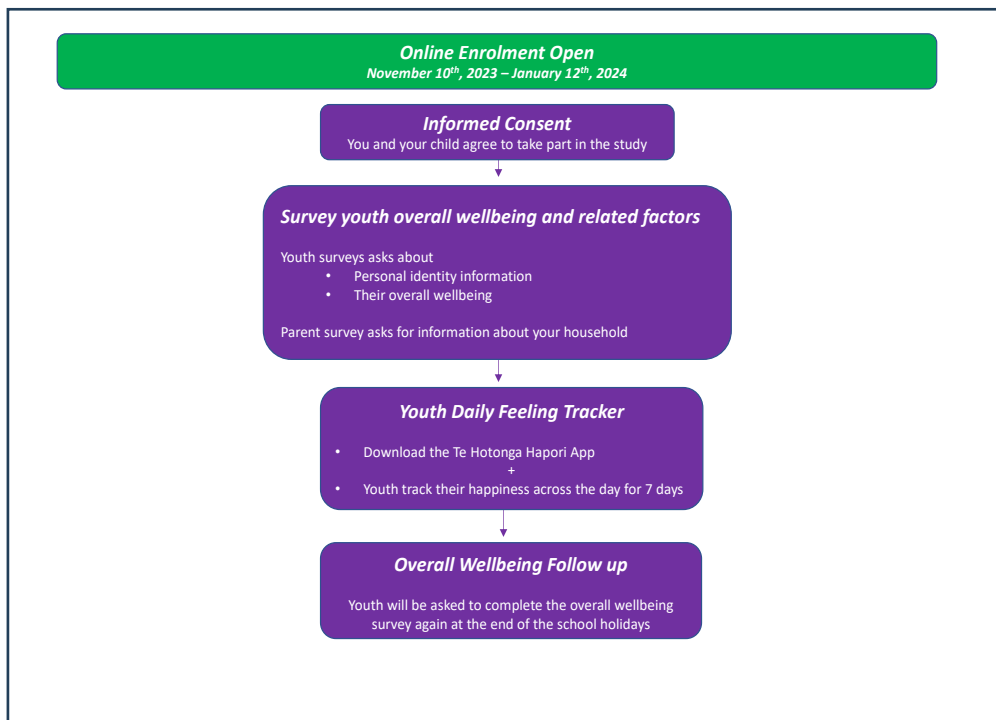 Online Enrolment Open
November 10th, 2023 – January 12th, 2024
Informed Consent
You and your child agree to take part in the study
Survey youth overall wellbeing and related factors
Youth surveys asks about
• Personal identity information
• Their overall wellbeing
Parent survey asks for information about your household
Youth Daily Feeling Tracker
• Download the Te Hotonga Hapori App
+
• Youth track their happiness across the day for 7 days
Overall Wellbeing Follow up
Youth will be asked to complete the overall wellbeing
survey again at the end of the school holidays